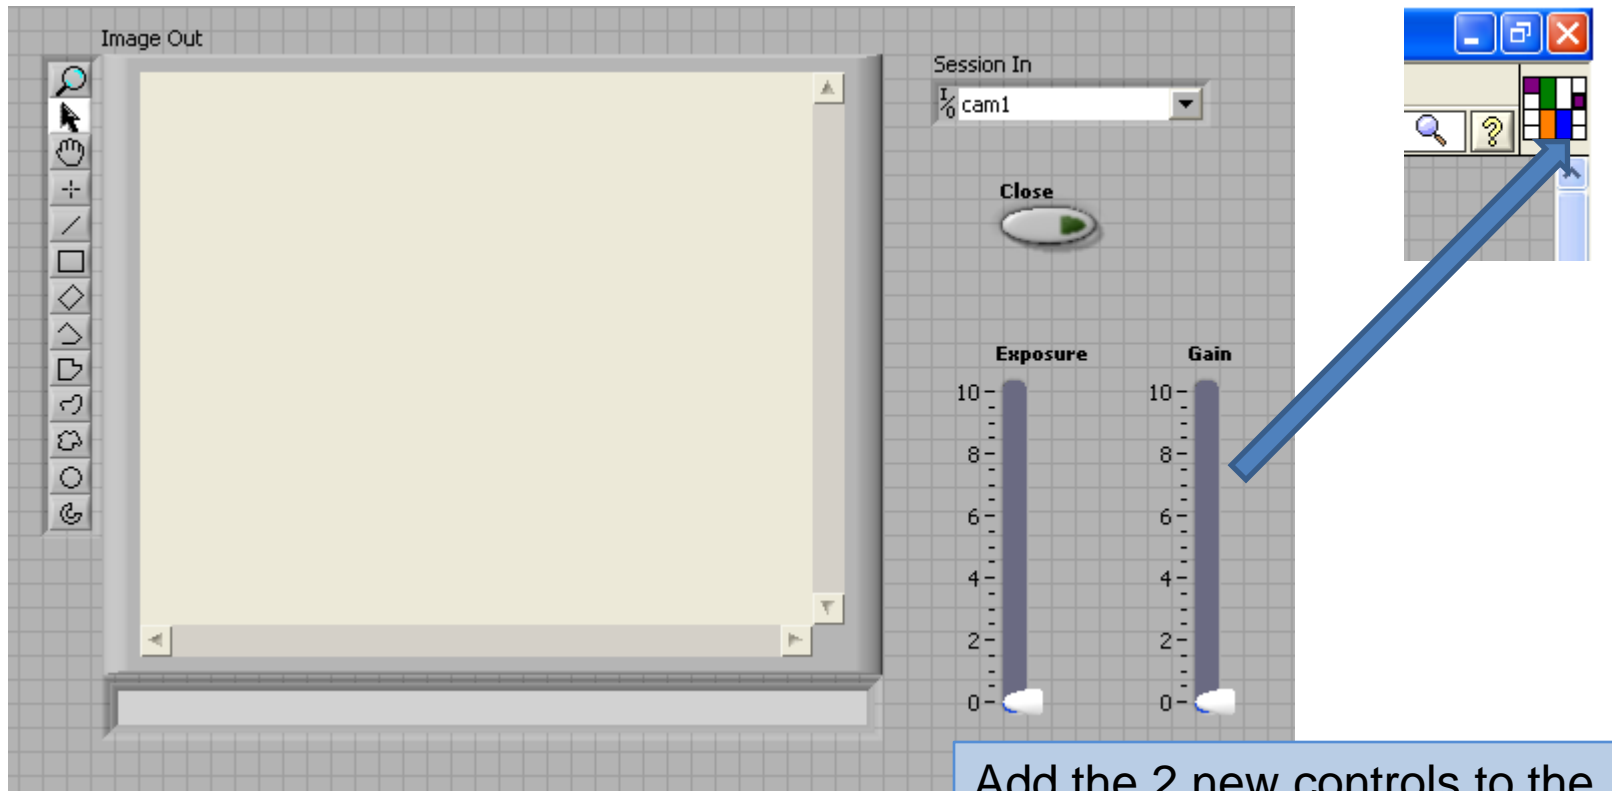 Image Out
Session In
I/O cam1
Close
Exposure Gain
10 10
8 8
6 6
4 4
2 2
0 0
?
Add the 2 new controls to the